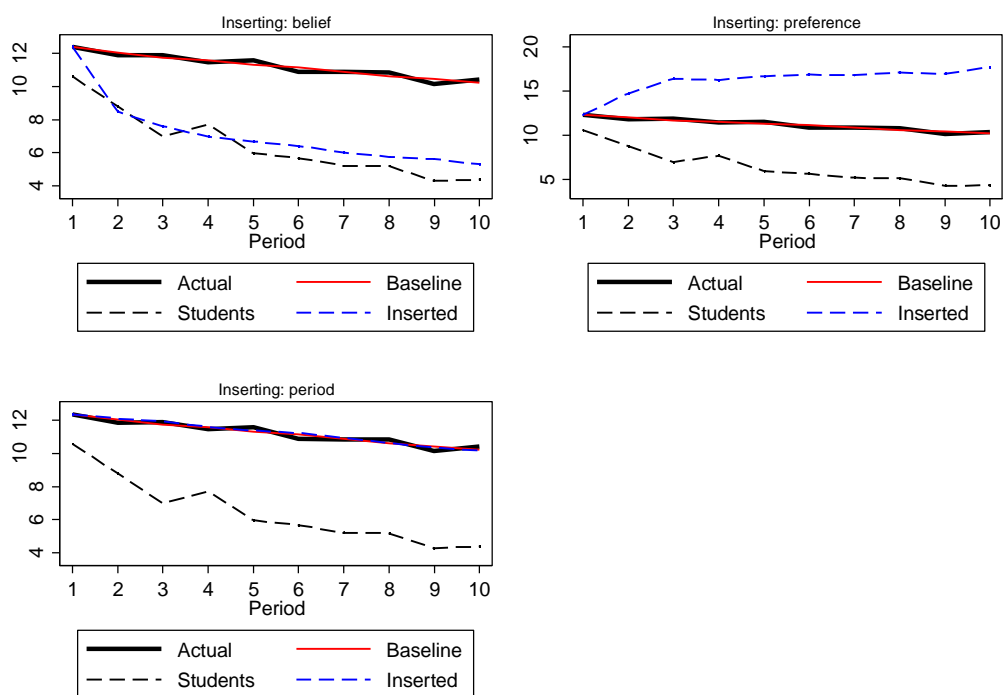 Inserting: belief
12
10
8
6
4
1 2 3 4 5 6 7 8 9 10
Period
Actual Baseline
Students Inserted
Inserting: preference
20
15
10
5
1 2 3 4 5 6 7 8 9 10
Period
Actual Baseline
Students Inserted
Inserting: period
12
10
8
6
4
1 2 3 4 5 6 7 8 9 10
Period
Actual Baseline
Students Inserted